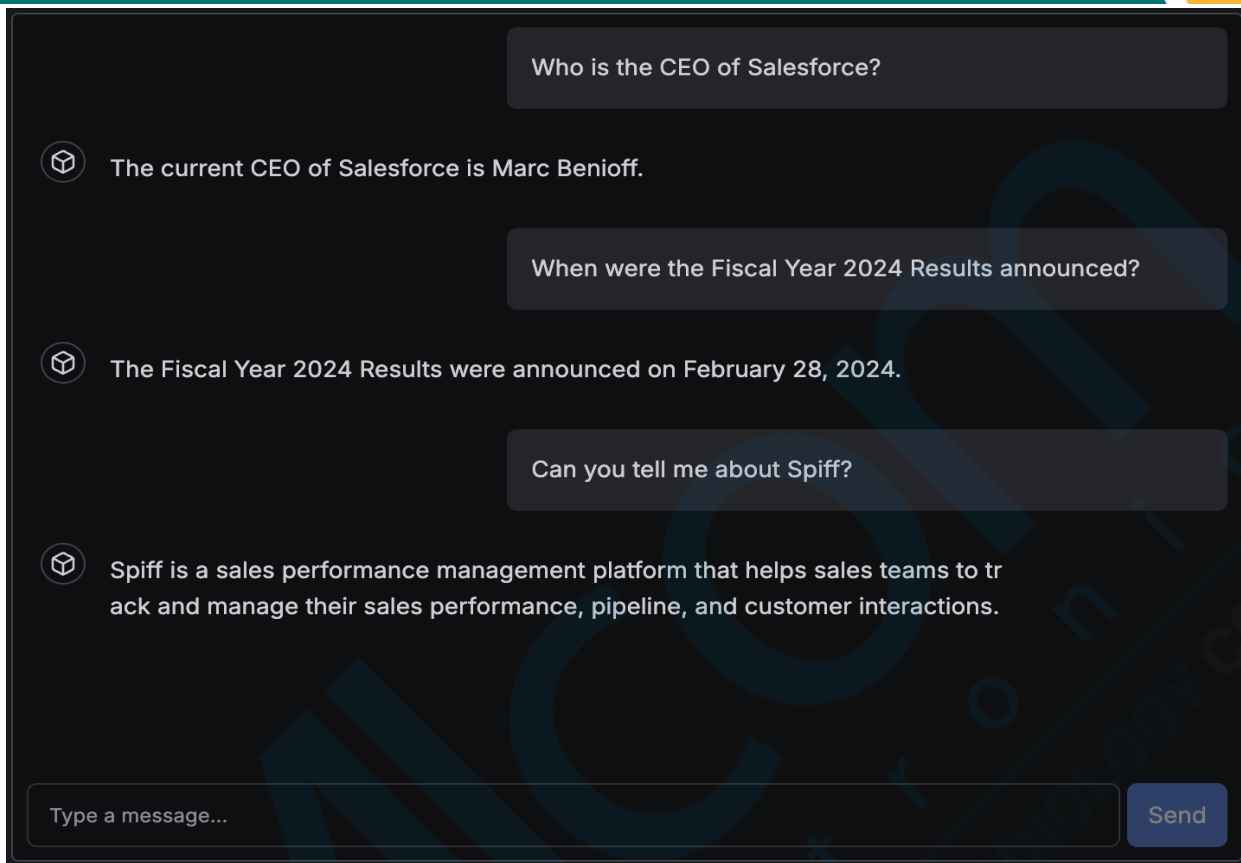 Who is the CEO of Salesforce?
The current CEO of Salesforce is Marc Benioff.
When were the Fiscal Year 2024 Results announced?
The Fiscal Year 2024 Results were announced on February 28, 2024.
Can you tell me about Spiff?
Spiff is a sales performance management platform that helps sales teams to tr
ack and manage their sales performance, pipeline, and customer interactions.
Type a message...
Send